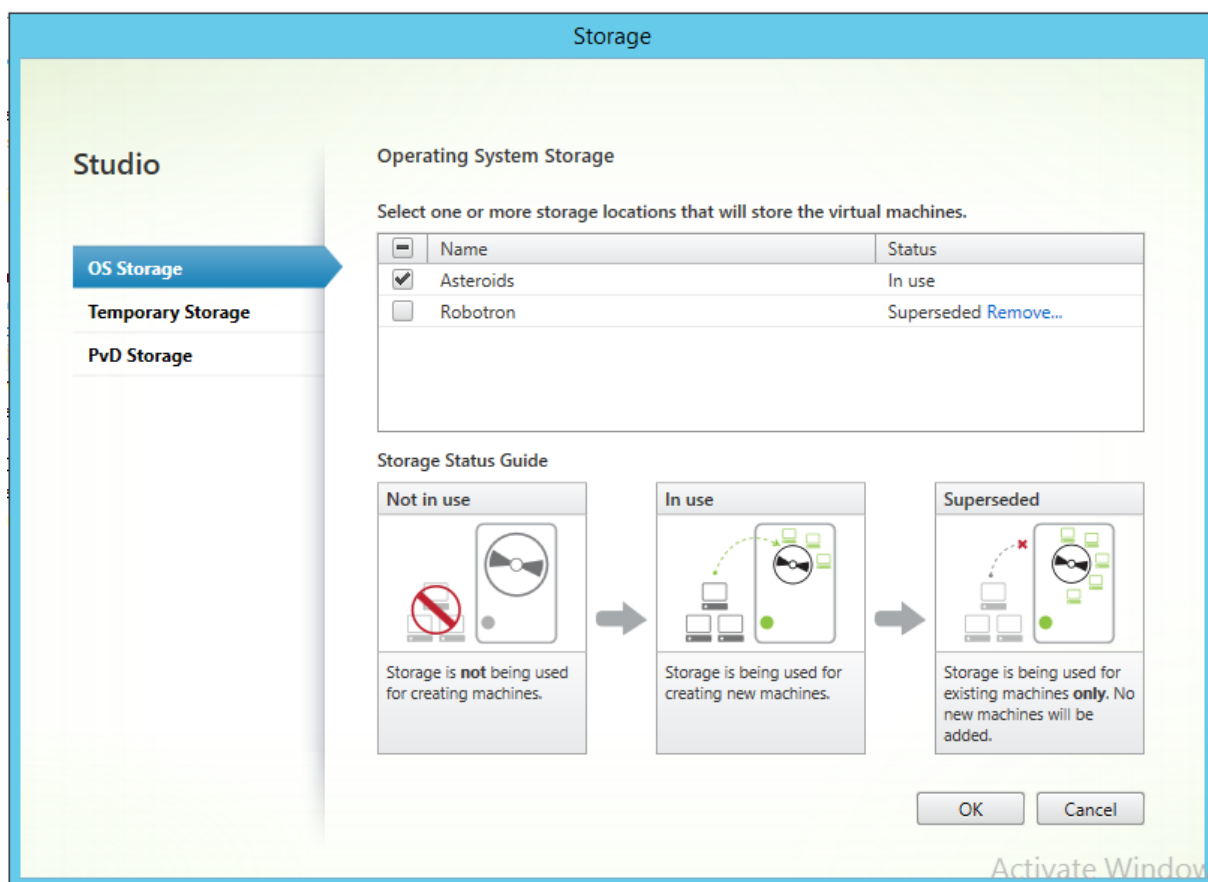 Storage
Studio
OS Storage
Temporary Storage
PvD Storage
Operating System Storage
Select one or more storage locations that will store the virtual machines.
Name Status
Asteroids In use
Robotron Superseded Remove...
Storage Status Guide
Not in use
Storage is not being used
for creating machines.
In use
Storage is being used for
creating new machines.
Superseded
Storage is being used for
existing machines only. No
new machines will be
added.
OK Cancel
Activate Window